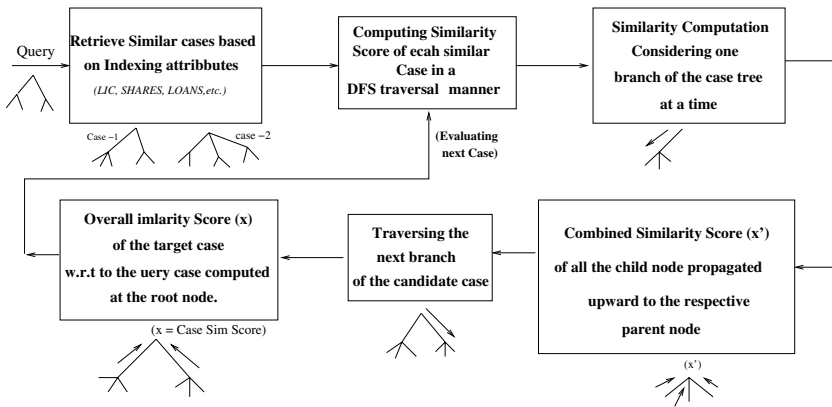 Query
Retrieve Similar cases based
on Indexing attribbutes
(LIC, SHARES, LOANS,etc.)
Case −1
case −2
Computing Similarity
Score of ecah similar
Case in a
DFS traversal manner
(Evaluating
next Case)
Similarity Computation
Considering one
branch of the case tree
at a time
Overall imlarity Score (x)
of the target case
w.r.t to the uery case computed
at the root node.
(x = Case Sim Score)
Traversing the
next branch
of the candidate case
Combined Similarity Score (x’)
of all the child node propagated
upward to the respective
parent node
(x’)